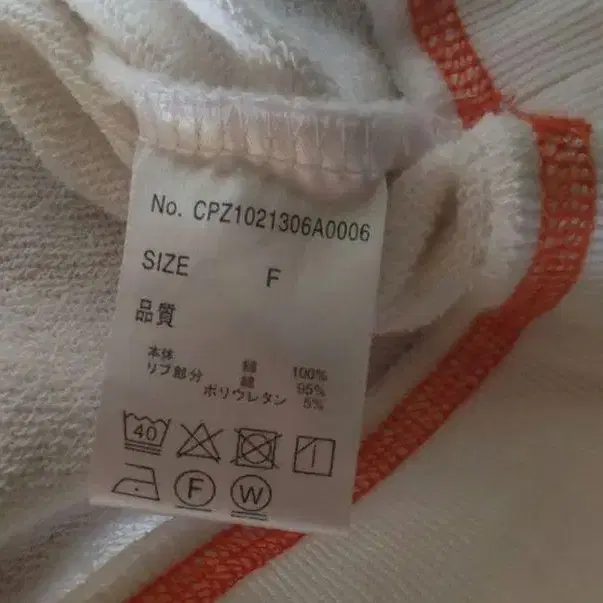 No. CPZ1021306A0006
SIZE F
品質
本体 綿 100%
リブ部分 綿 95%
ポリウレタン 5%
40
F W